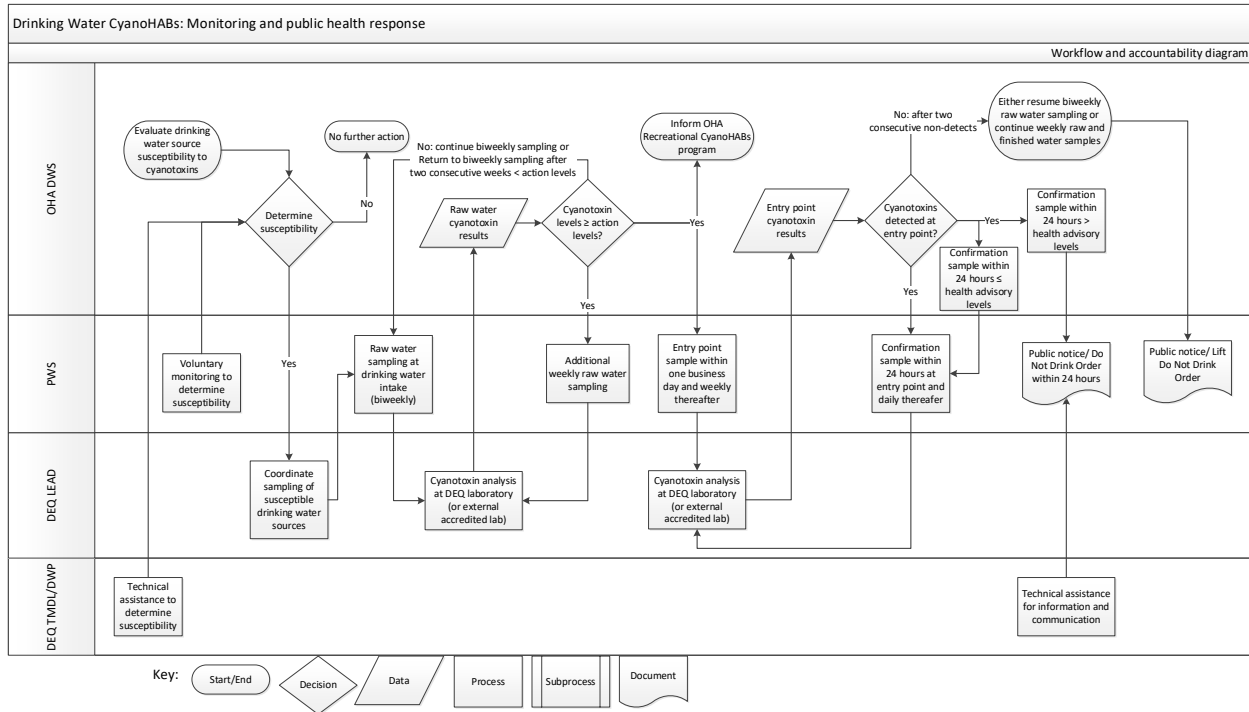 Drinking Water CyanoHABs: Monitoring and public health response
Workflow and accountability diagram
OHA DWS
Evaluate drinking
water source
susceptibility to
cyanotoxins
No further action
No
Determine
susceptibility
No: continue biweekly sampling or
Return to biweekly sampling after
two consecutive weeks < action levels
Raw water
cyanotoxin
results
Cyanotoxin
levels ≥ action
levels?
Inform OHA
Recreational CyanoHABs
program
Yes
Yes
Entry point
cyanotoxin
results
No: after two
consecutive non-detects
Cyanotoxins
detected at
entry point?
Yes
Yes
Either resume biweekly
raw water sampling or
continue weekly raw and
finished water samples
Confirmation
sample within
24 hours >
health advisory
levels
Confirmation
sample within
24 hours ≤
health advisory
levels
PWS
Voluntary
monitoring to
determine
susceptibility
Yes
Raw water
sampling at
drinking water
intake
(biweekly)
Additional
weekly raw water
sampling
Entry point
sample within
one business
day and weekly
thereafter
Confirmation
sample within
24 hours at
entry point and
daily thereafer
Public notice/ Do
Not Drink Order
within 24 hours
Public notice/ Lift
Do Not Drink
Order
DEQ LEAD
Coordinate
sampling of
susceptible
drinking water
sources
Cyanotoxin analysis
at DEQ laboratory
(or external
accredited lab)
Cyanotoxin analysis
at DEQ laboratory
(or external
accredited lab)
DEQ TMDL/DWP
Technical
assistance to
determine
susceptibility
Technical assistance
for information and
communication
Key:
Start/End
Decision
Data
Process
Subprocess
Document